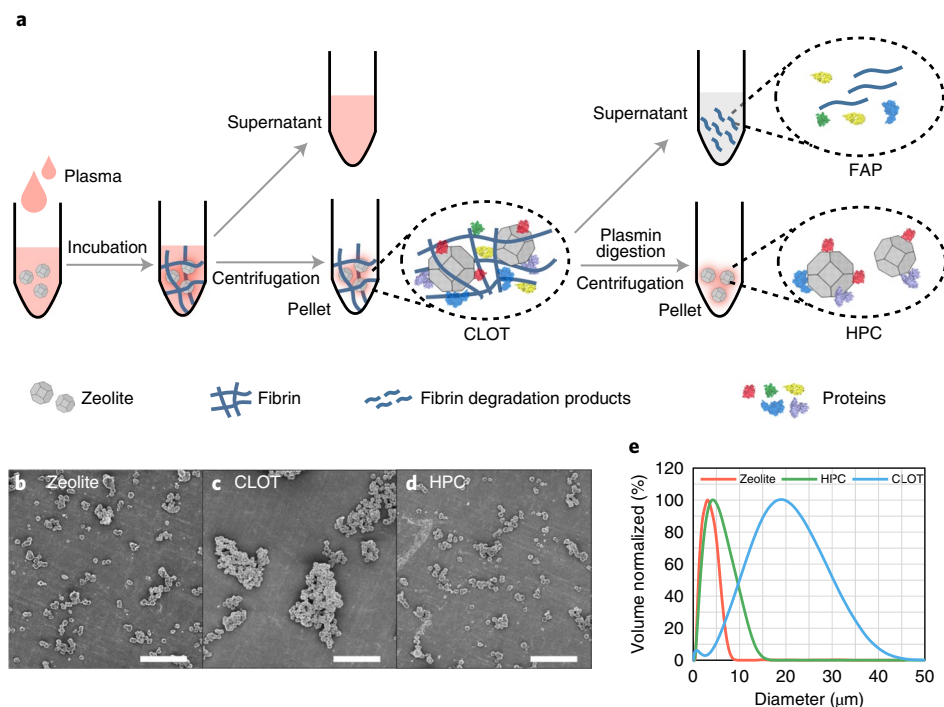 a
Supernatant
Supernatant
FAP
Plasma
Incubation
Centrifugation
Pellet
CLOT
Plasmin
digestion
Centrifugation
Pellet
HPC
Zeolite
Fibrin
Fibrin degradation products
Proteins
b Zeolite
c CLOT
d HPC
e
Volume normalized (%)
120
100
80
60
40
20
0
Zeolite HPC CLOT
0 10 20 30 40 50
Diameter (μm)